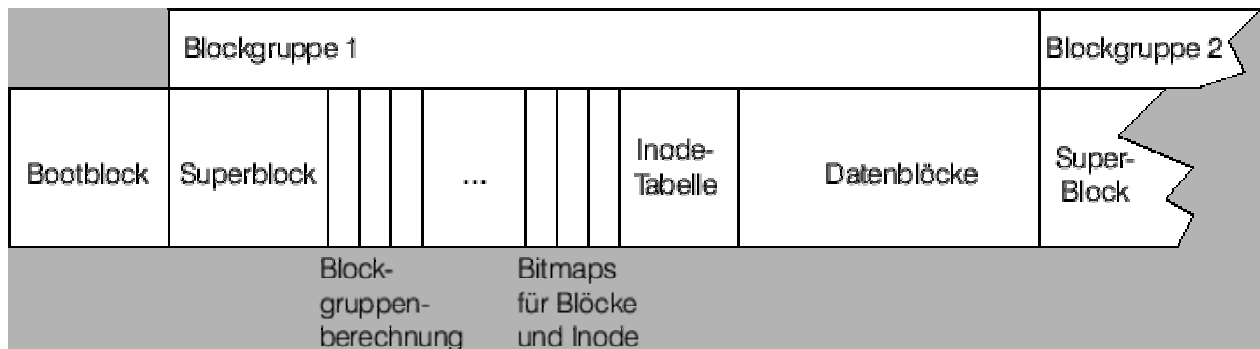 Blockgruppe 1
Blockgruppe 2
Bootblock
Superblock
...
Inode-
Tabelle
Datenblöcke
Super-
Block
Block-
gruppen-
berechnung
Bitmaps
für Blöcke
und Inode